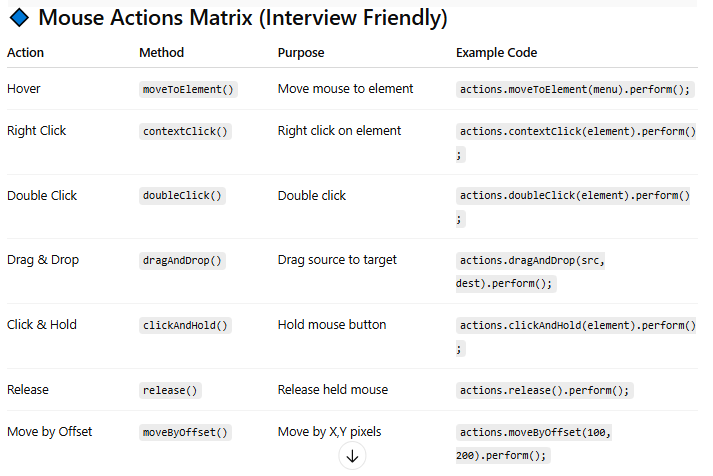 Mouse Actions Matrix (Interview Friendly)
Action Method Purpose Example Code
Hover moveToElement() Move mouse to element actions.moveToElement(menu).perform();
Right Click contextClick() Right click on element actions.contextClick(element).perform()
;
Double Click doubleClick() Double click actions.doubleClick(element).perform()
;
Drag & Drop dragAndDrop() Drag source to target actions.dragAndDrop(src,
dest).perform();
Click & Hold clickAndHold() Hold mouse button actions.clickAndHold(element).perform()
;
Release release() Release held mouse actions.release().perform();
Move by Offset moveByOffset() Move by X,Y pixels actions.moveByOffset(100,
200).perform();